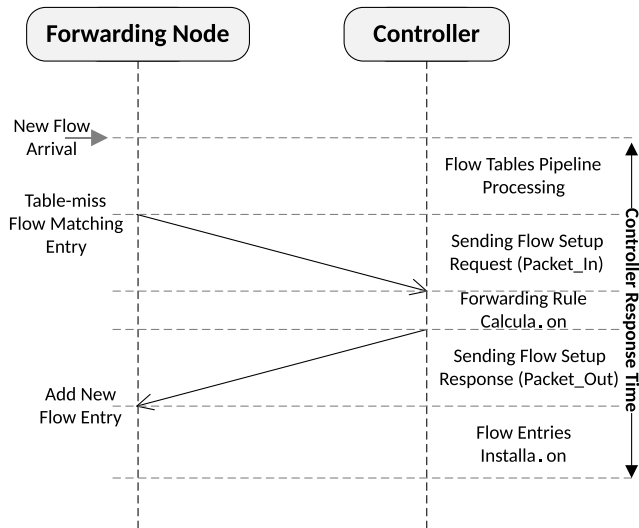 Forwarding Node
Controller
New Flow
Arrival
Flow Tables Pipeline
Processing
Table-miss
Flow Matching
Entry
Sending Flow Setup
Request (Packet_In)
Forwarding Rule
Calcula.on
Sending Flow Setup
Response (Packet_Out)
Add New
Flow Entry
Flow Entries
Installa.on
Controller Response Time